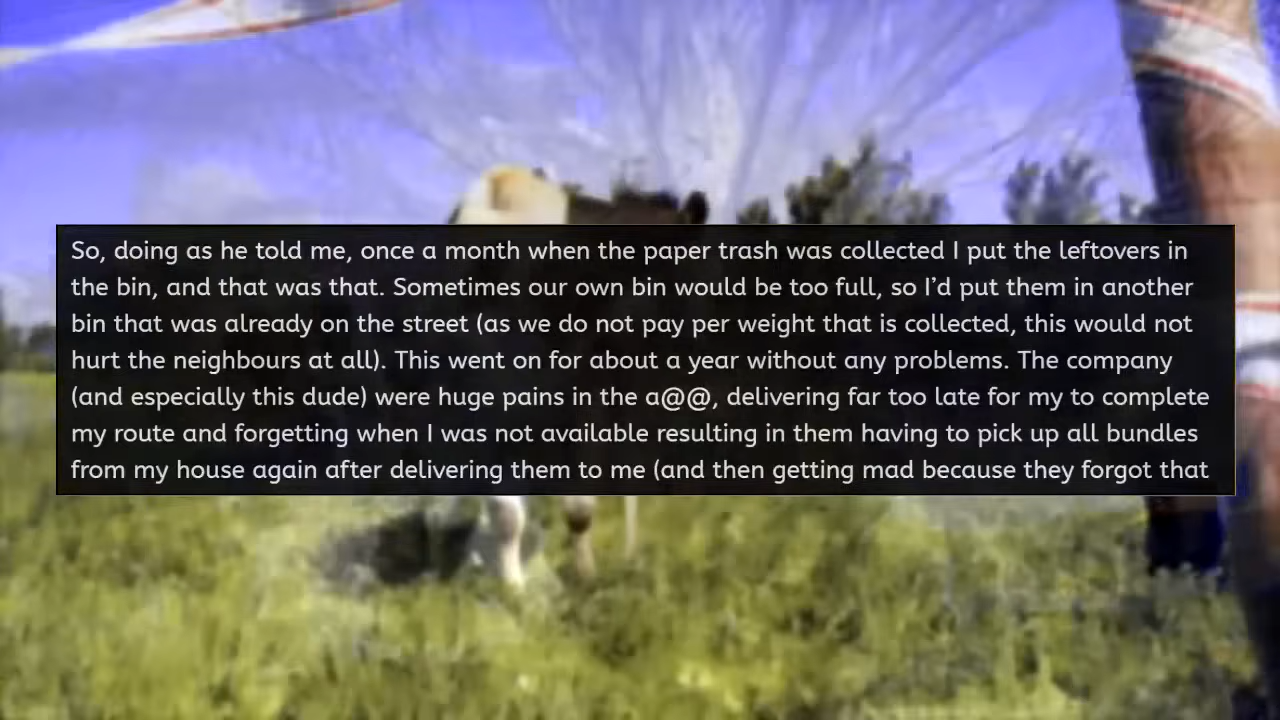 So, doing as he told me, once a month when the paper trash was collected I put the leftovers in
the bin, and that was that. Sometimes our own bin would be too full, so I’d put them in another
bin that was already on the street (as we do not pay per weight that is collected, this would not
hurt the neighbours at all). This went on for about a year without any problems. The company
(and especially this dude) were huge pains in the a@@, delivering far too late for my to complete
my route and forgetting when I was not available resulting in them having to pick up all bundles
from my house again after delivering them to me (and then getting mad because they forgot that